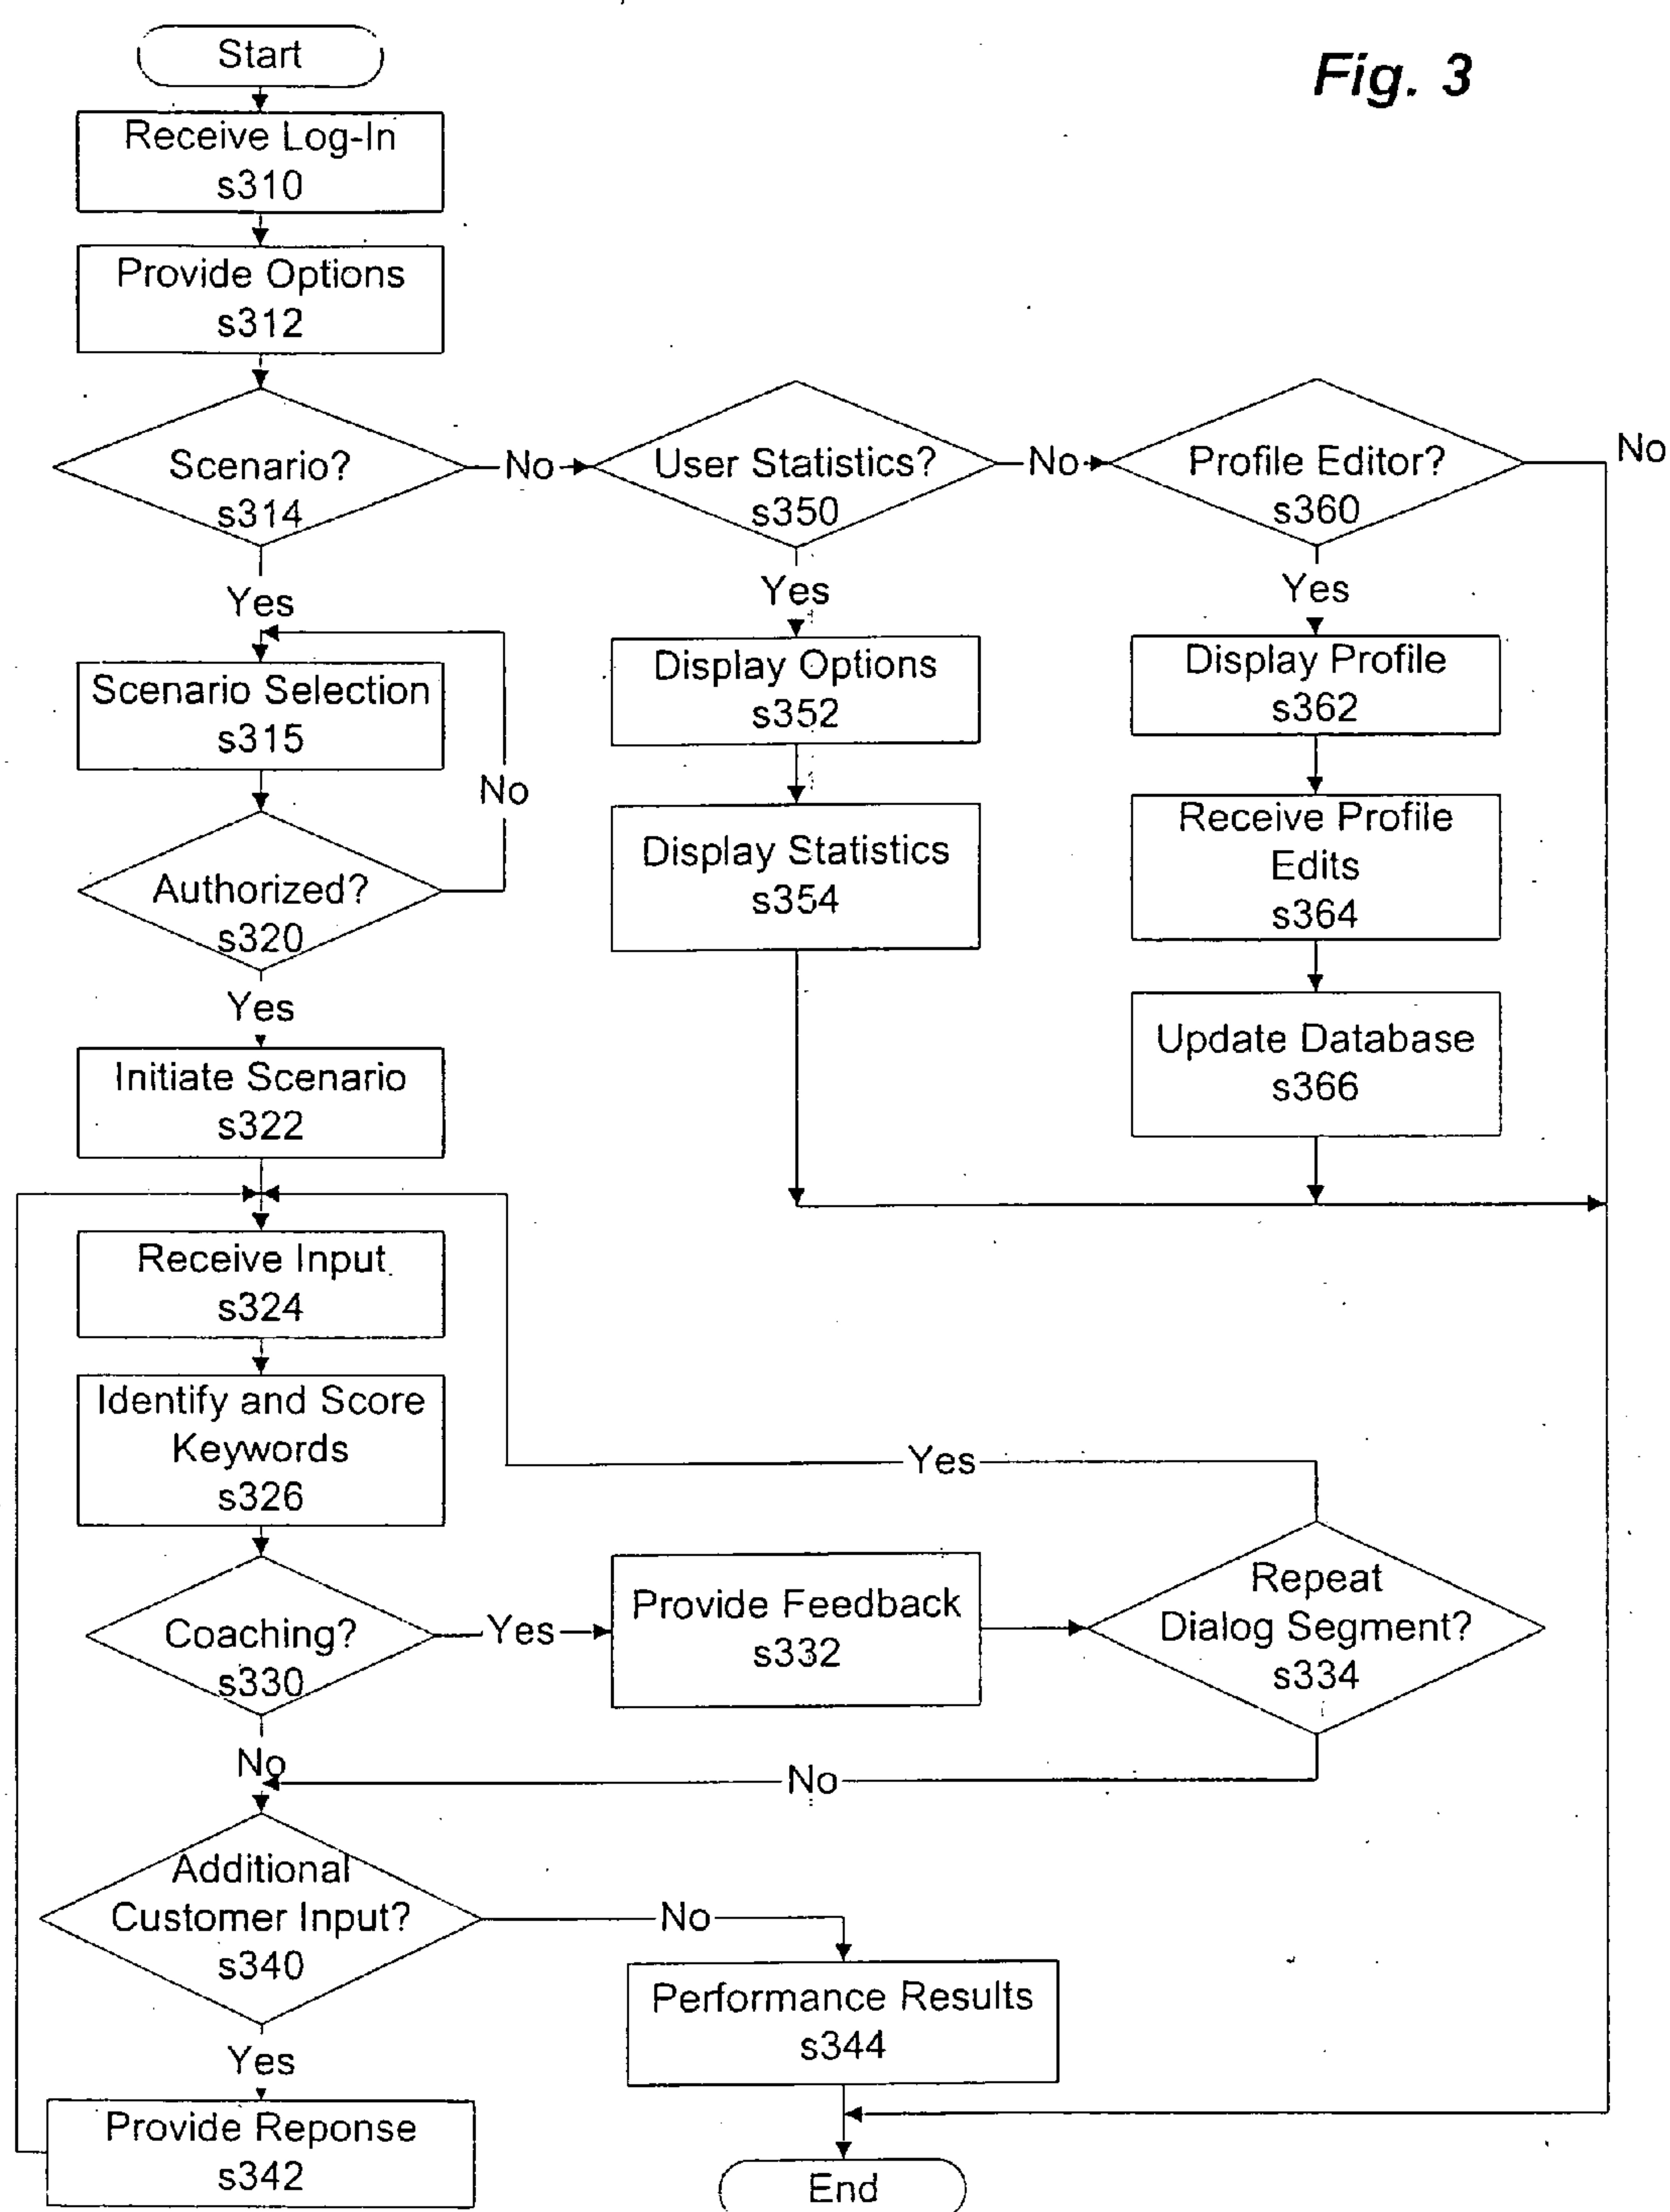 Fig. 3
Start
Receive Log-In
s310
Provide Options
s312
Scenario?
s314
No
User Statistics?
s350
No
Profile Editor?
s360
No
Yes
Yes
Yes
Scenario Selection
s315
No
Display Options
s352
Display Profile
s362
Authorized?
s320
Display Statistics
s354
Receive Profile
Edits
s364
Yes
Initiate Scenario
s322
Update Database
s366
Receive Input
s324
Identify and Score
Keywords
s326
Yes
Coaching?
s330
Yes
Provide Feedback
s332
Repeat
Dialog Segment?
s334
No
No
Additional
Customer Input?
s340
No
Performance Results
s344
Yes
Provide Reponse
s342
End